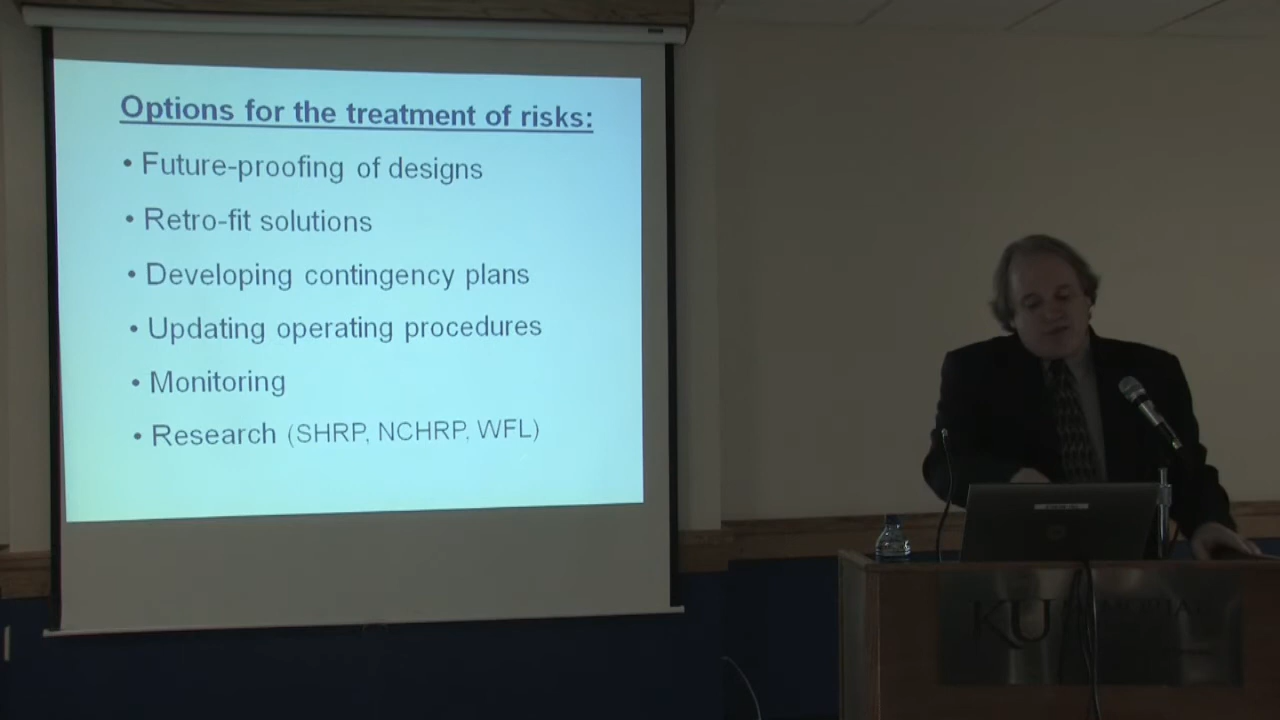 Options for the treatment of risks:
• Future-proofing of designs
• Retro-fit solutions
• Developing contingency plans
• Updating operating procedures
• Monitoring
• Research (SHRP, NCHRP, WFL)
KU